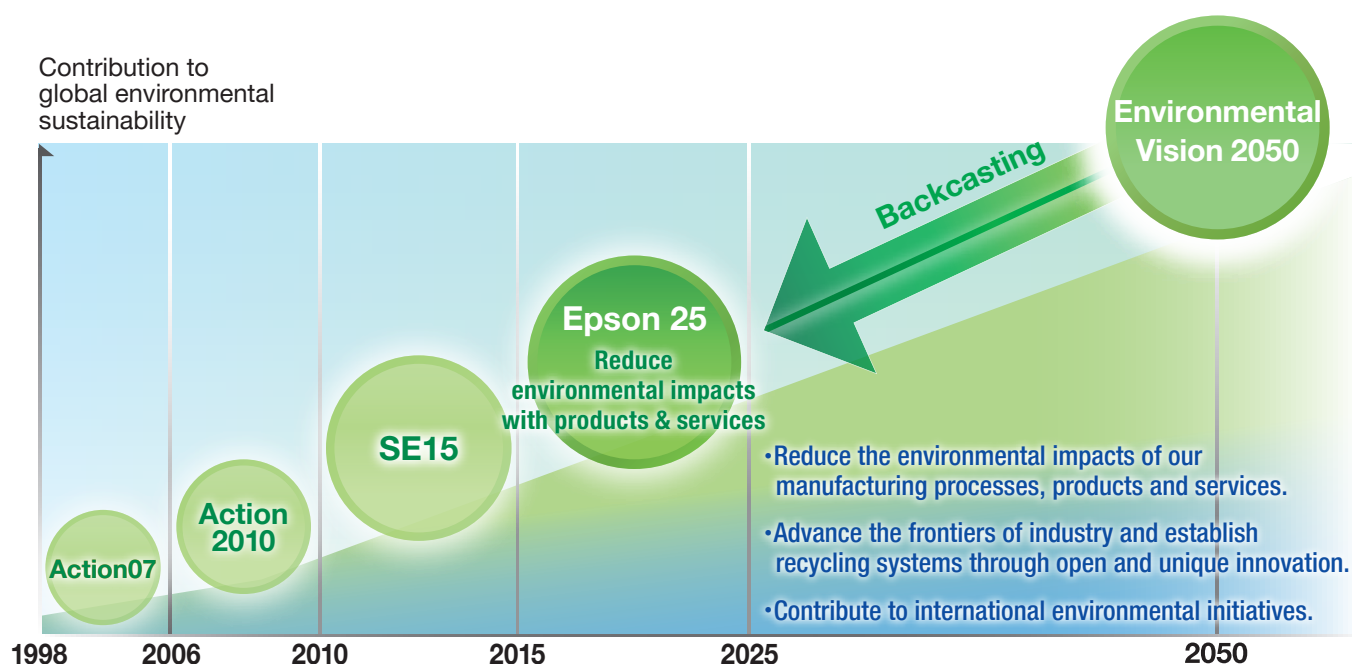 Contribution to
global environmental
sustainability
Environmental
Vision 2050
Backcasting
Epson 25
Reduce
environmental impacts
with products & services
SE15
Action
2010
Action07
•Reduce the environmental impacts of our
manufacturing processes, products and services.
•Advance the frontiers of industry and establish
recycling systems through open and unique innovation.
•Contribute to international environmental initiatives.
1998 2006 2010 2015 2025 2050